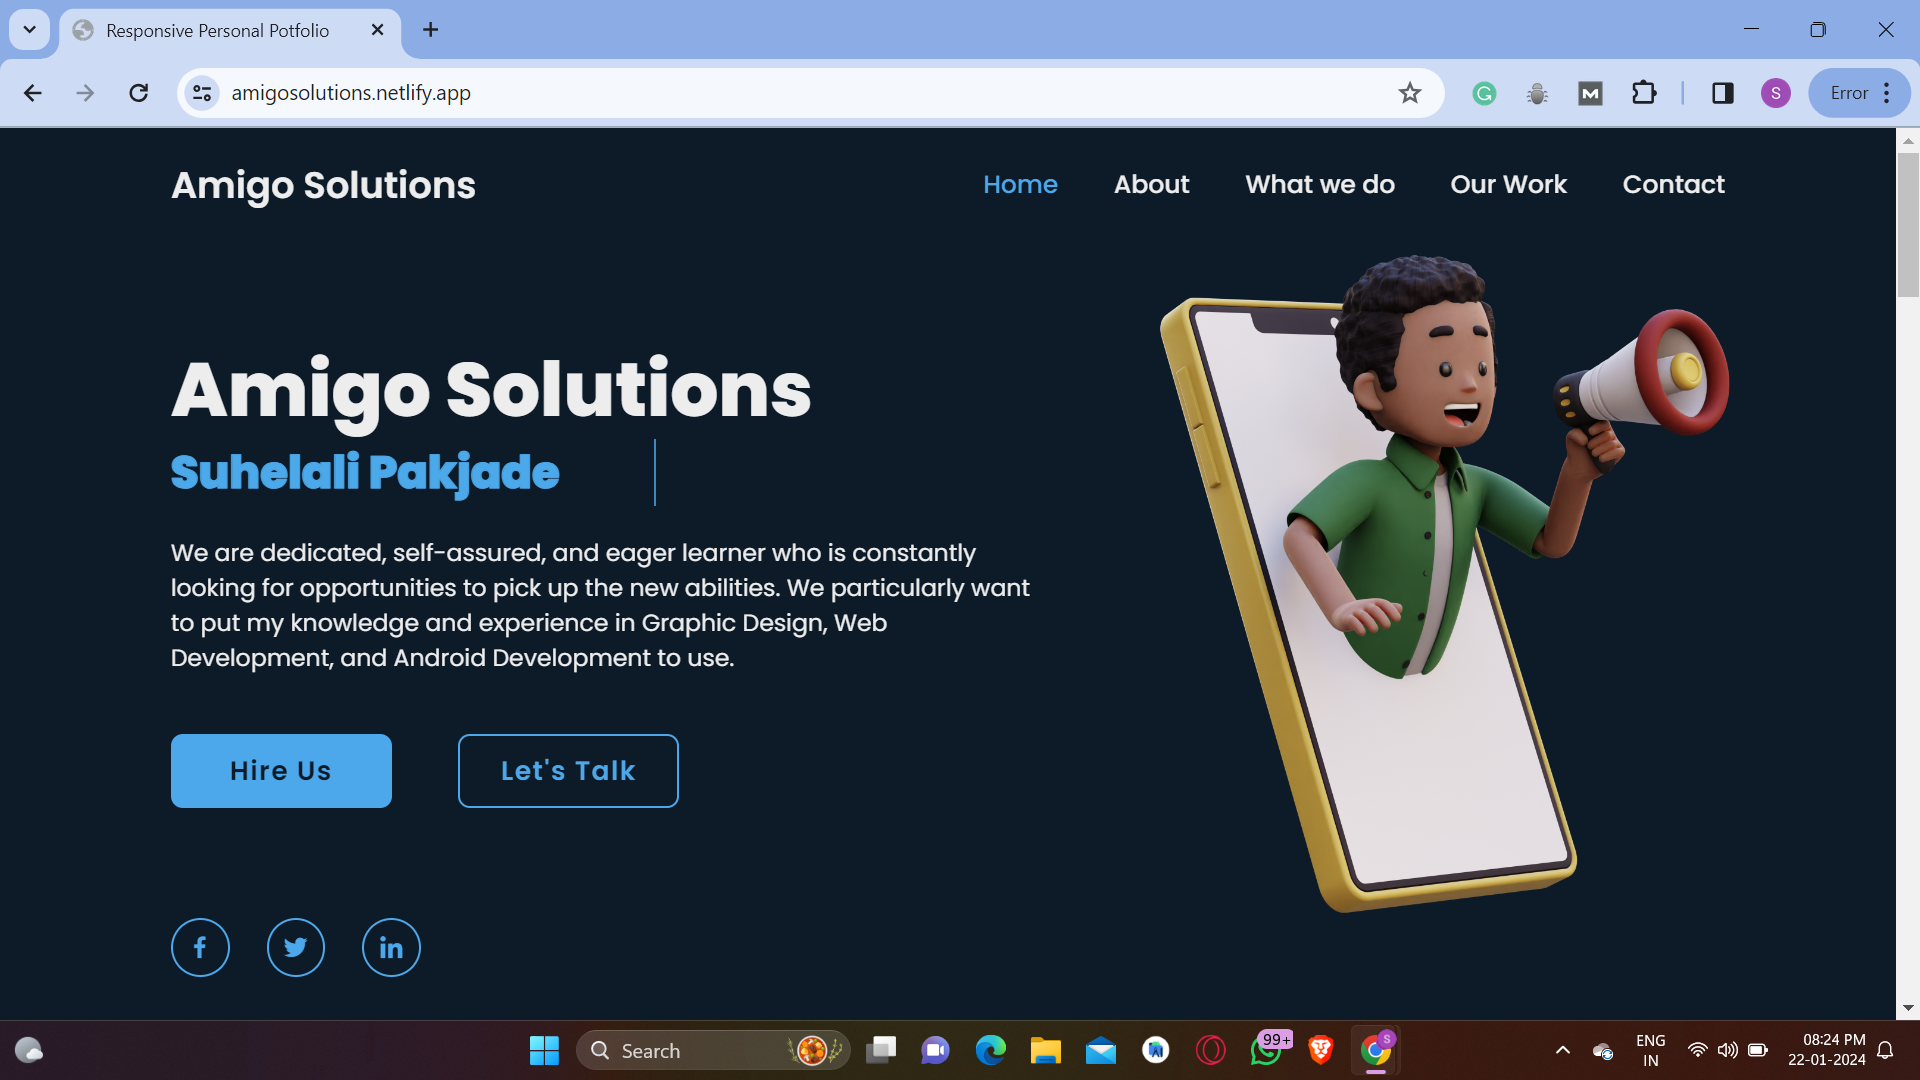 Responsive Personal Potfolio
amigosolutions.netlify.app
S
Error
Amigo Solutions
Home About What we do Our Work Contact
Amigo Solutions
Suhelali Pakjade
We are dedicated, self-assured, and eager learner who is constantly
looking for opportunities to pick up the new abilities. We particularly want
to put my knowledge and experience in Graphic Design, Web
Development, and Android Development to use.
Hire Us Let's Talk
Search
99+
S
ENG
IN
08:24 PM
22-01-2024